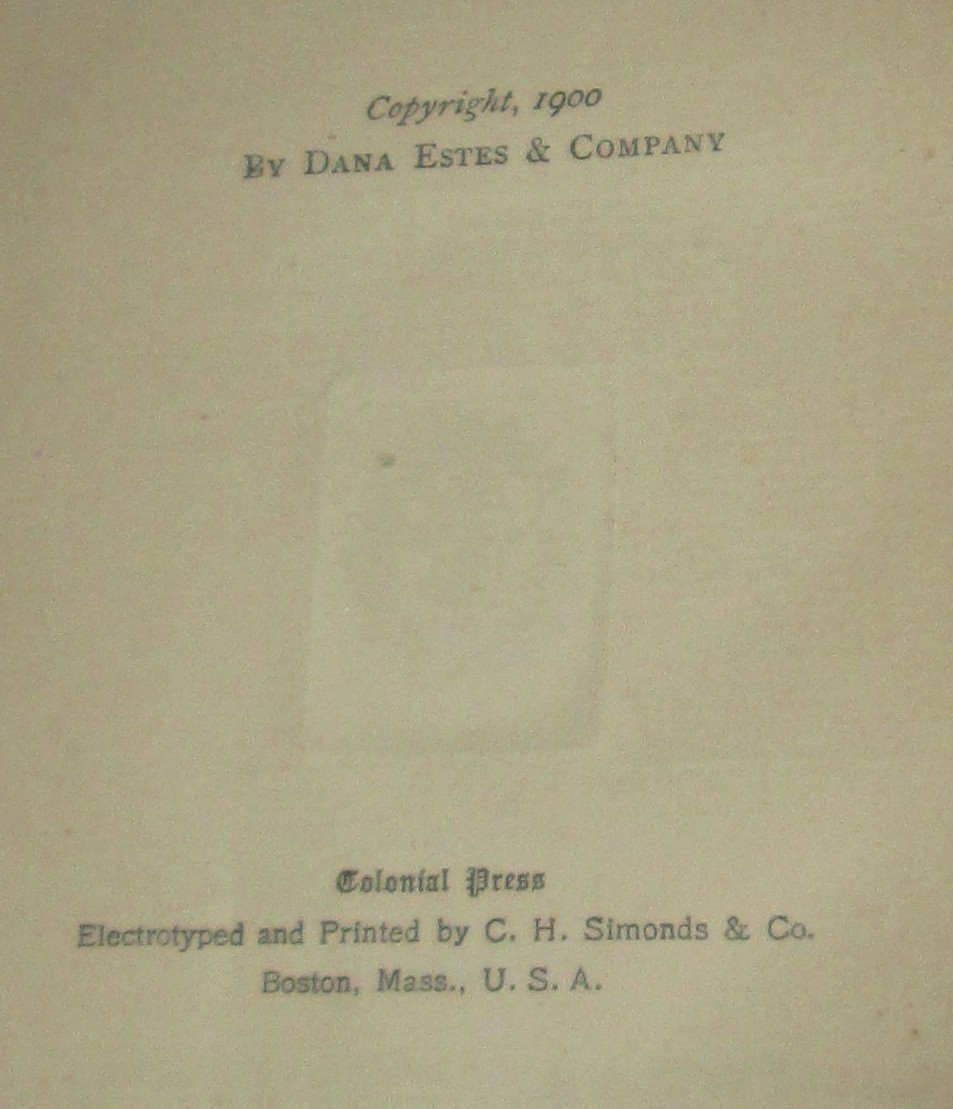 Copyright, 1900
BY DANA ESTES & COMPANY
Colonial Press
Electrotyped and Printed by C. H. Simonds & Co.
Boston, Mass., U. S. A.